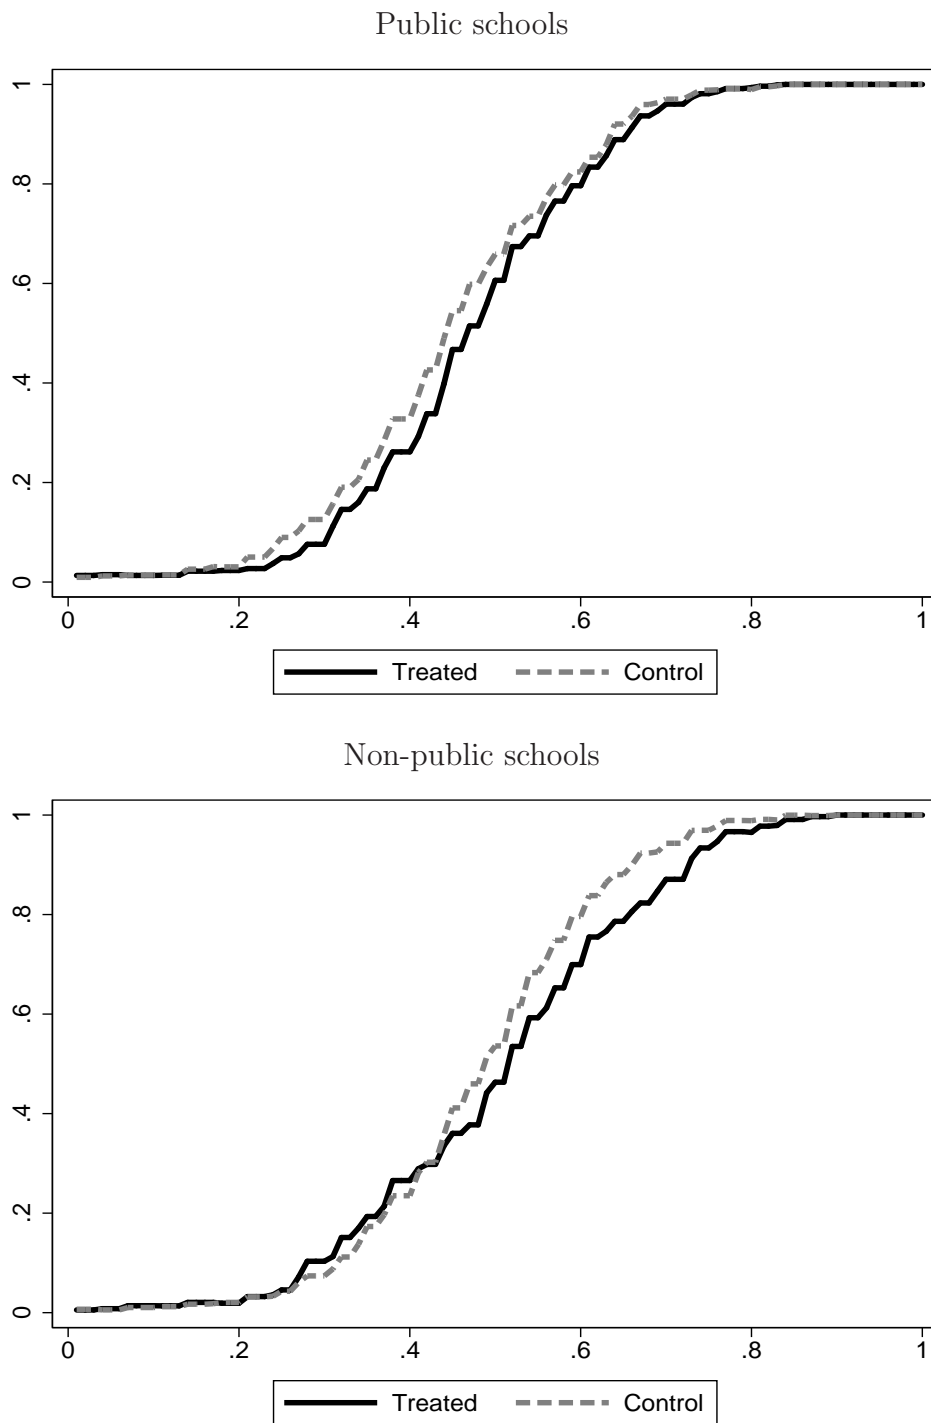 Public schools
1
.8
.6
.4
.2
0
0 .2 .4 .6 .8 1
Treated Control
Non-public schools
1
.8
.6
.4
.2
0
0 .2 .4 .6 .8 1
Treated Control